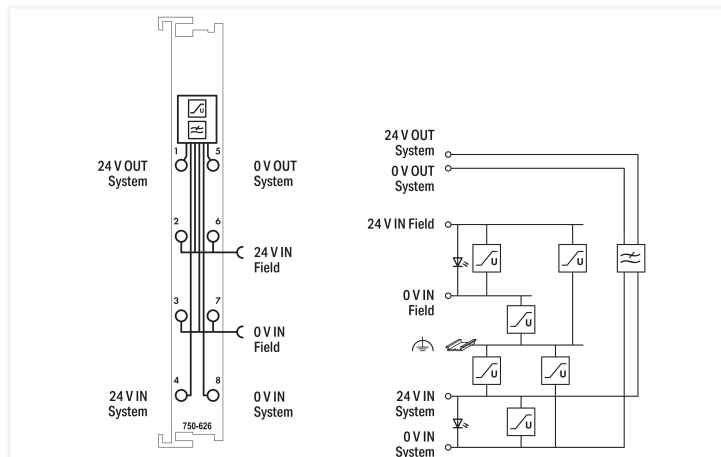 1
5
24 V OUT
System
0 V OUT
System
2
6
24 V IN
Field
3
7
0 V IN
Field
4
8
24 V IN
System
0 V IN
System
750-626
24 V OUT
System
0 V OUT
System
24 V IN Field
0 V IN
Field
24 V IN
System
0 V IN
System
U
U
U
U
U
U
U